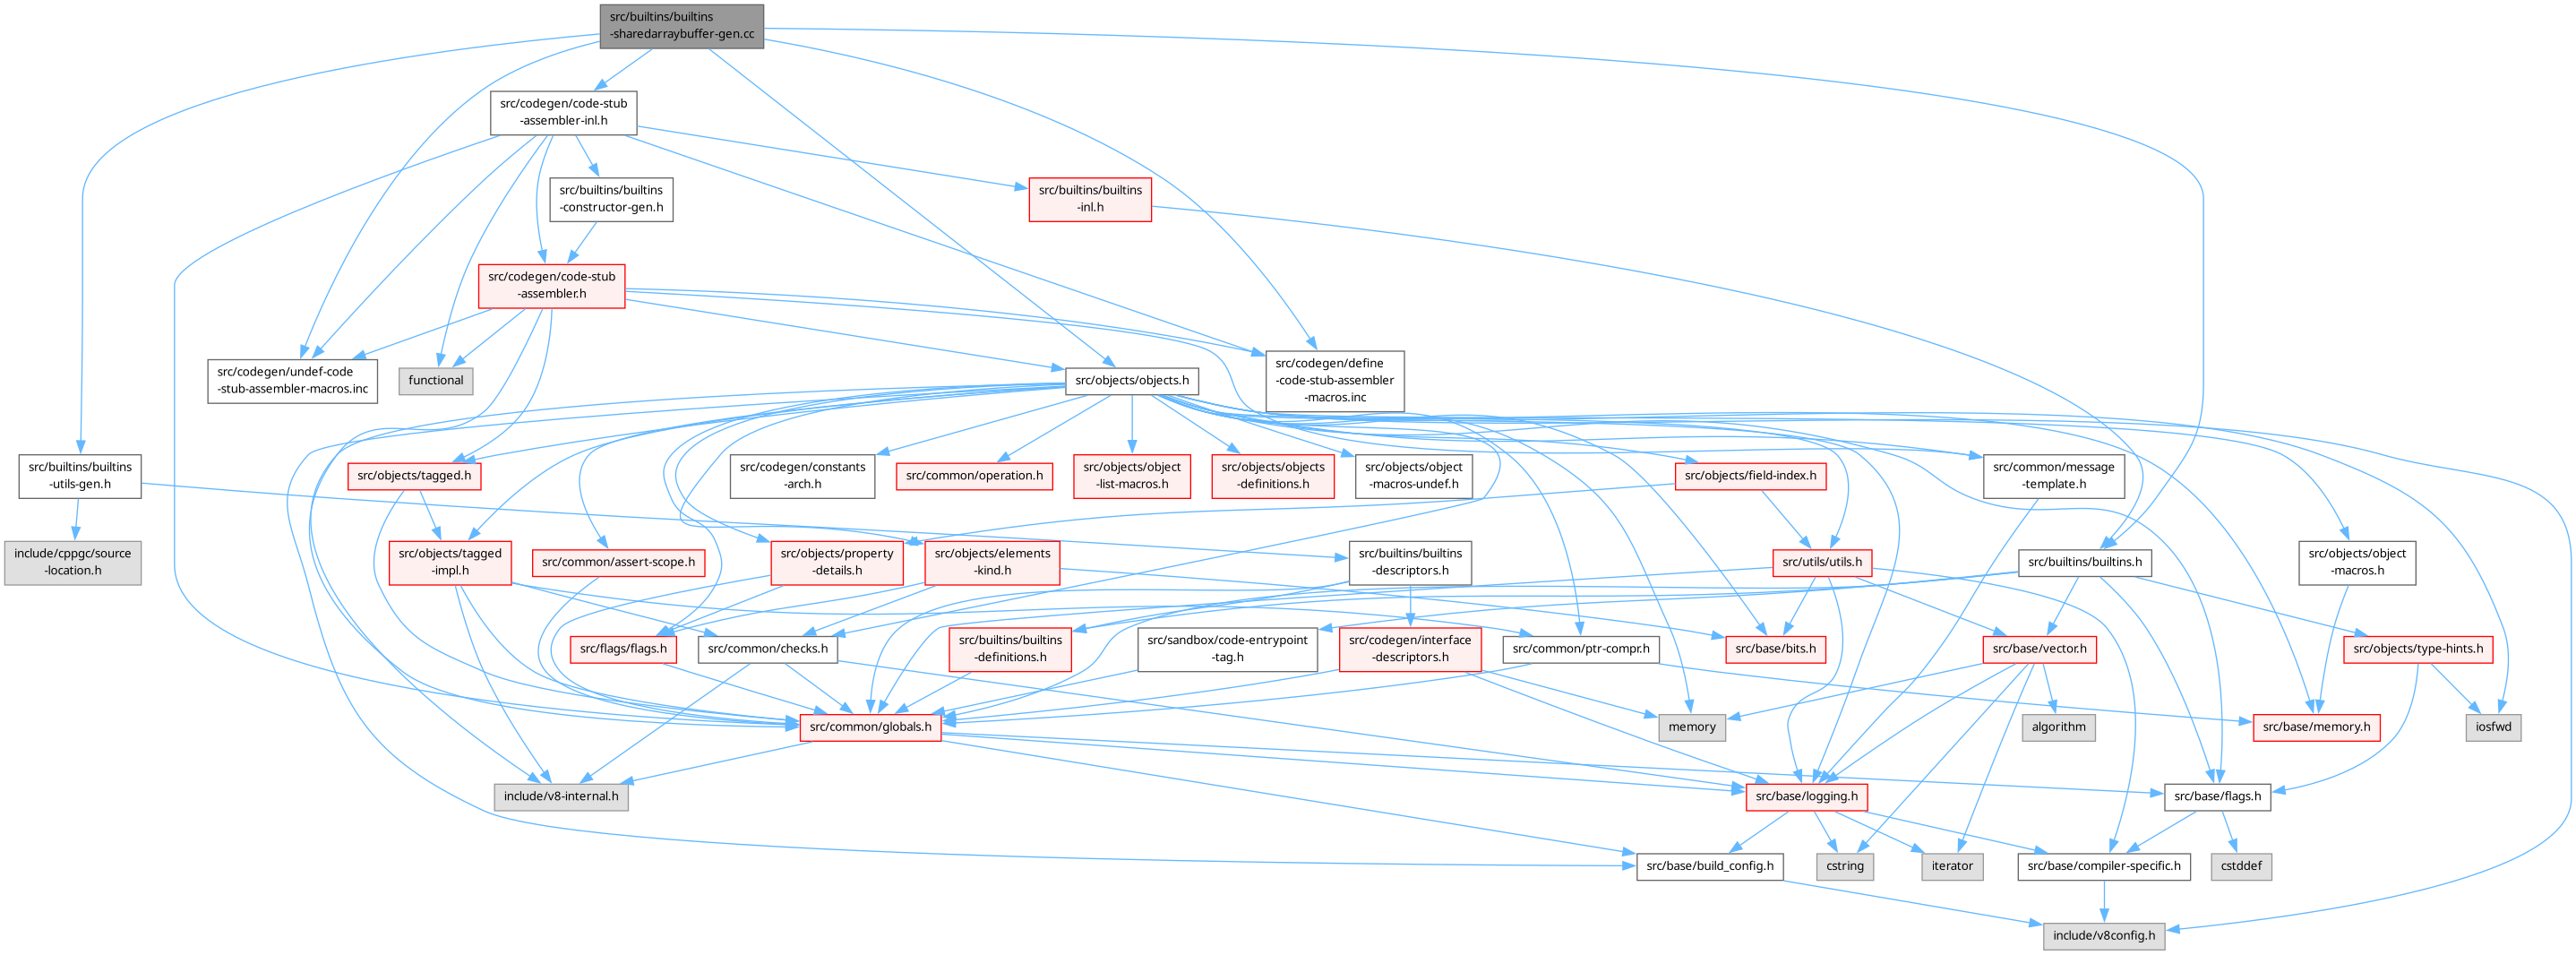 src/builtins/builtins
-sharedarraybuffer-gen.cc
src/codegen/code-stub
-assembler-inl.h
src/builtins/builtins
-constructor-gen.h
src/builtins/builtins
-inl.h
src/codegen/code-stub
-assembler.h
src/codegen/undef-code
-stub-assembler-macros.inc
functional
src/objects/objects.h
src/codegen/define
-code-stub-assembler
-macros.inc
src/builtins/builtins
-utils-gen.h
src/objects/tagged.h
src/codegen/constants
-arch.h
src/common/operation.h
src/objects/object
-list-macros.h
src/objects/objects
-definitions.h
src/objects/object
-macros-undef.h
src/objects/field-index.h
src/common/message
-template.h
include/cppgc/source
-location.h
src/objects/tagged
-impl.h
src/common/assert-scope.h
src/objects/property
-details.h
src/objects/elements
-kind.h
src/builtins/builtins
-descriptors.h
src/utils/utils.h
src/builtins/builtins.h
src/objects/object
-macros.h
src/flags/flags.h
src/common/checks.h
src/builtins/builtins
-definitions.h
src/sandbox/code-entrypoint
-tag.h
src/codegen/interface
-descriptors.h
src/common/ptr-compr.h
src/base/bits.h
src/base/vector.h
src/objects/type-hints.h
src/common/globals.h
memory
algorithm
src/base/memory.h
iosfwd
include/v8-internal.h
src/base/logging.h
src/base/flags.h
src/base/build_config.h
cstring
iterator
src/base/compiler-specific.h
cstddef
include/v8config.h